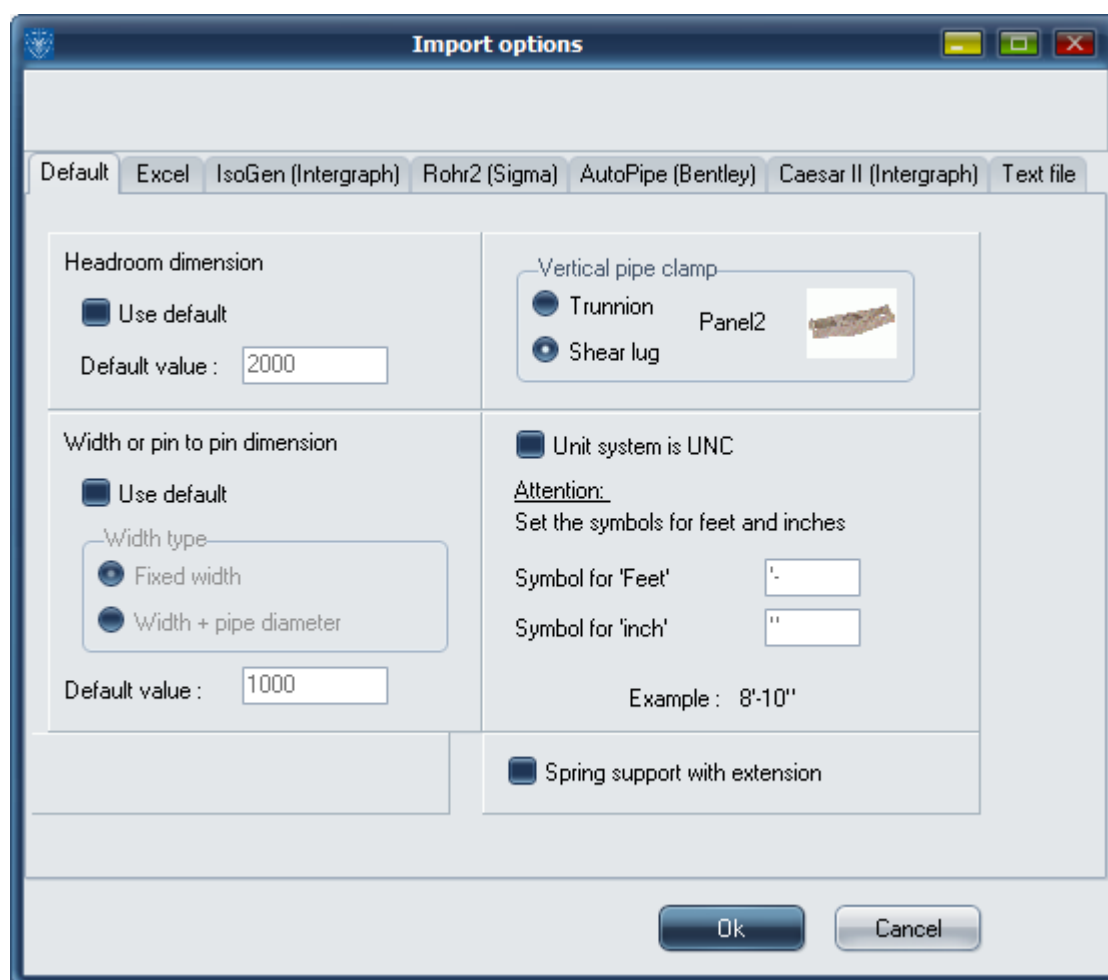 Import options
Default Excel IsoGen (Intergraph) Rohr2 (Sigma) AutoPipe (Bentley) Caesar II (Intergraph) Text file
Headroom dimension
Use default
Default value : 2000
Vertical pipe clamp
Trunnion
Shear lug
Panel2
Width or pin to pin dimension
Use default
Width type
Fixed width
Width + pipe diameter
Default value : 1000
Unit system is UNC
Attention:
Set the symbols for feet and inches
Symbol for 'Feet' '-
Symbol for 'inch' ''
Example : 8'-10''
Spring support with extension
Ok Cancel